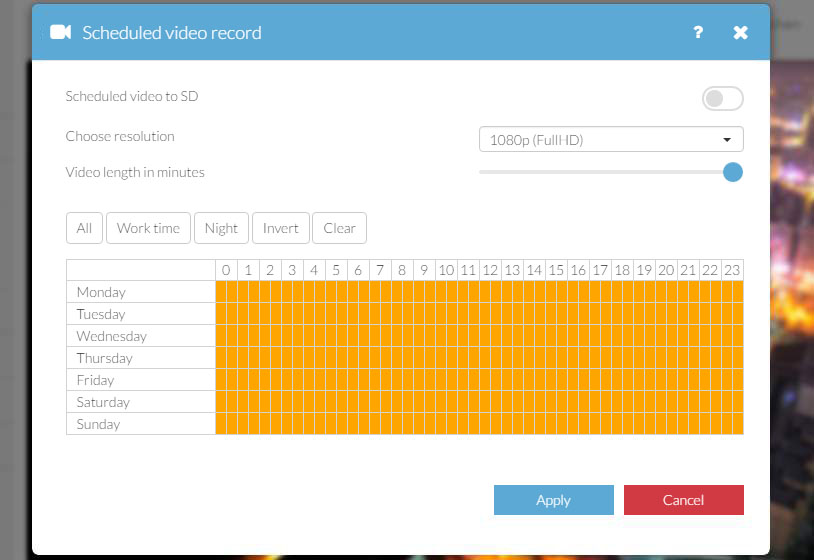 Scheduled video record ?
Scheduled video to SD
Choose resolution 1080p (FullHD)
Video length in minutes
All Work time Night Invert Clear
0 1 2 3 4 5 6 7 8 9 10 11 12 13 14 15 16 17 18 19 20 21 22 23
Monday
Tuesday
Wednesday
Thursday
Friday
Saturday
Sunday
Apply Cancel